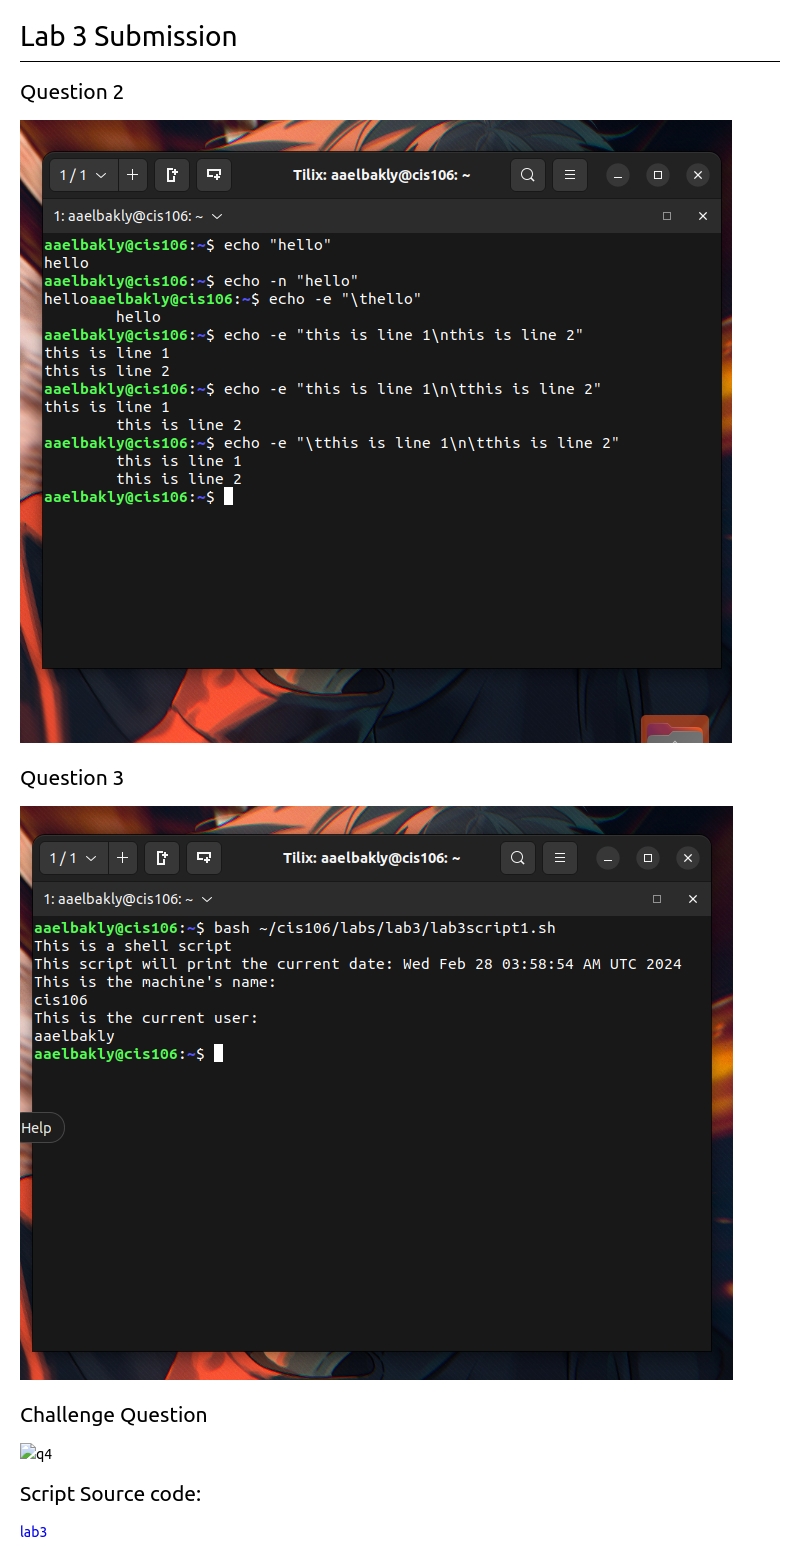 Lab 3 Submission
Question 2
1 / 1
Tilix: aaelbakly@cis106: ~
1: aaelbakly@cis106: ~
aaelbakly@cis106:~$ echo "hello"
hello
aaelbakly@cis106:~$ echo -n "hello"
helloaaelbakly@cis106:~$ echo -e "\thello"
        hello
aaelbakly@cis106:~$ echo -e "this is line 1\nthis is line 2"
this is line 1
this is line 2
aaelbakly@cis106:~$ echo -e "this is line 1\n\tthis is line 2"
this is line 1
        this is line 2
aaelbakly@cis106:~$ echo -e "\tthis is line 1\n\tthis is line 2"
        this is line 1
        this is line 2
aaelbakly@cis106:~$
Question 3
1 / 1
Tilix: aaelbakly@cis106: ~
1: aaelbakly@cis106: ~
aaelbakly@cis106:~$ bash ~/cis106/labs/lab3/lab3script1.sh
This is a shell script
This script will print the current date: Wed Feb 28 03:58:54 AM UTC 2024
This is the machine's name:
cis106
This is the current user:
aaelbakly
aaelbakly@cis106:~$
Help
Challenge Question
q4
Script Source code:
lab3